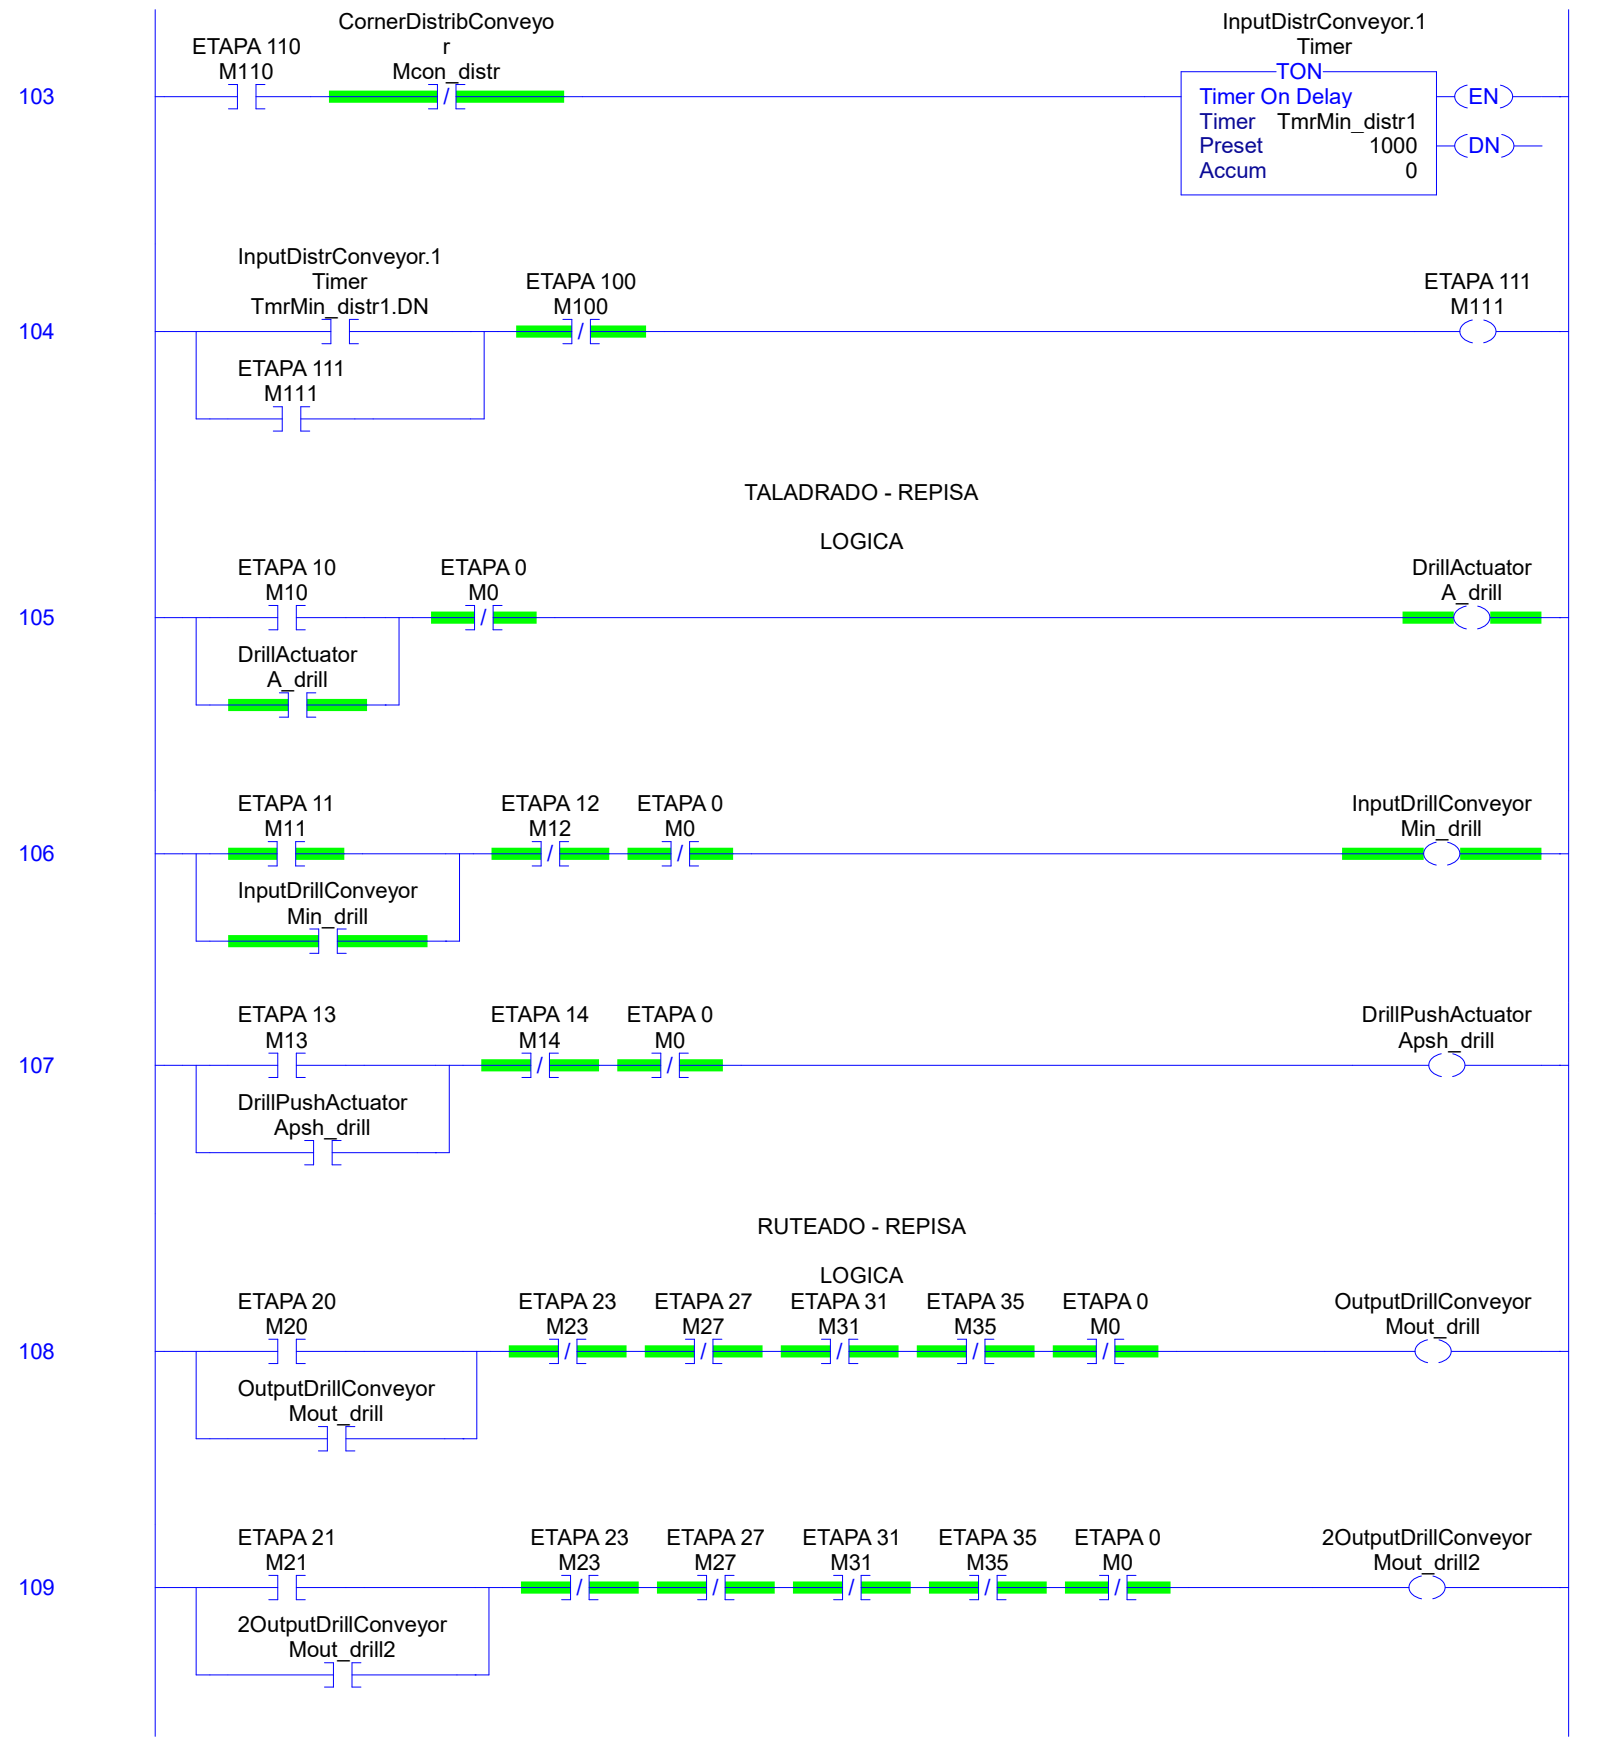 CornerDistribConveyo
r
Mcon_distr
ETAPA 110
M110
InputDistrConveyor.1
Timer
103
/
TON
Timer On Delay
Timer TmrMin_distr1
Preset 1000
Accum 0
EN
DN
InputDistrConveyor.1
Timer
TmrMin_distr1.DN
ETAPA 100
M100
ETAPA 111
M111
104
/
ETAPA 111
M111
TALADRADO - REPISA
LOGICA
ETAPA 10
M10
ETAPA 0
M0
DrillActuator
A_drill
105
/
DrillActuator
A_drill
ETAPA 11
M11
ETAPA 12
M12
ETAPA 0
M0
InputDrillConveyor
Min_drill
106
/
/
InputDrillConveyor
Min_drill
ETAPA 13
M13
ETAPA 14
M14
ETAPA 0
M0
DrillPushActuator
Apsh_drill
107
/
/
DrillPushActuator
Apsh_drill
RUTEADO - REPISA
LOGICA
ETAPA 20
M20
ETAPA 23
M23
ETAPA 27
M27
ETAPA 31
M31
ETAPA 35
M35
ETAPA 0
M0
OutputDrillConveyor
Mout_drill
108
/
/
/
/
/
OutputDrillConveyor
Mout_drill
ETAPA 21
M21
ETAPA 23
M23
ETAPA 27
M27
ETAPA 31
M31
ETAPA 35
M35
ETAPA 0
M0
2OutputDrillConveyor
Mout_drill2
109
/
/
/
/
/
2OutputDrillConveyor
Mout_drill2